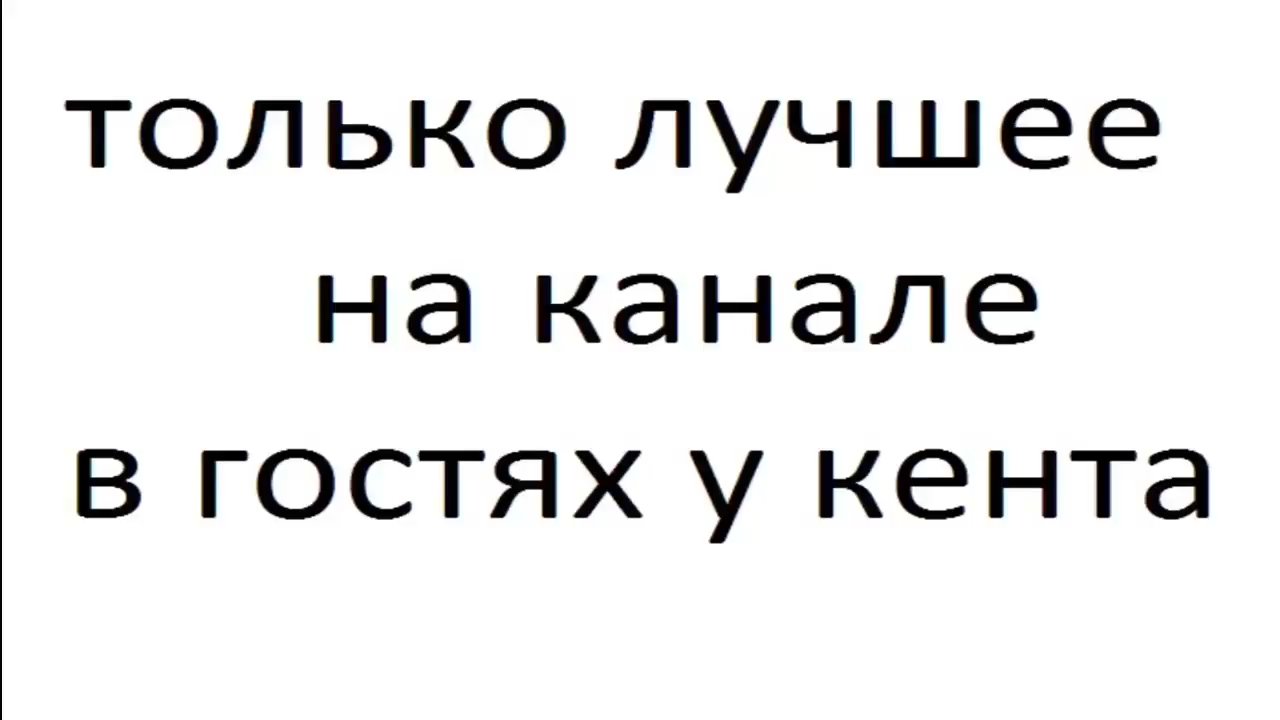 только лучшее
на канале
в гостях у кента